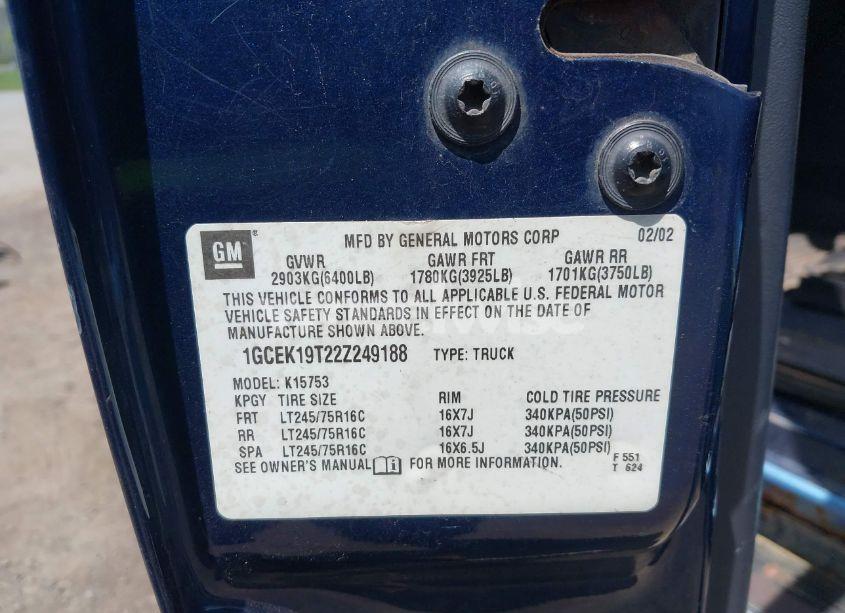 GM
MFD BY GENERAL MOTORS CORP 02/02
GVWR GAWR FRT GAWR RR
2903KG(6400LB) 1780KG(3925LB) 1701KG(3750LB)
THIS VEHICLE CONFORMS TO ALL APPLICABLE U.S. FEDERAL MOTOR
VEHICLE SAFETY STANDARDS IN EFFECT ON THE DATE OF
MANUFACTURE SHOWN ABOVE.
1GCEK19T22Z249188 TYPE: TRUCK
MODEL: K15753
KPGY TIRE SIZE RIM COLD TIRE PRESSURE
FRT LT245/75R16C 16X7J 340KPA(50PSI)
RR LT245/75R16C 16X7J 340KPA(50PSI)
SPA LT245/75R16C 16X6.5J 340KPA(50PSI)
SEE OWNER'S MANUAL FOR MORE INFORMATION.
F 551
T 624